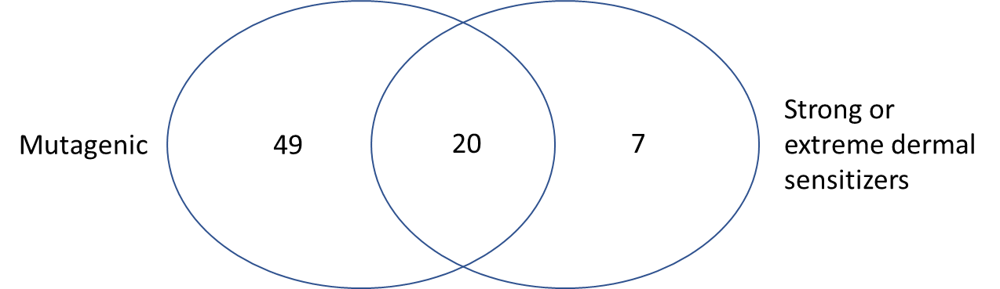 Mutagenic
49
20
7
Strong or
extreme dermal
sensitizers